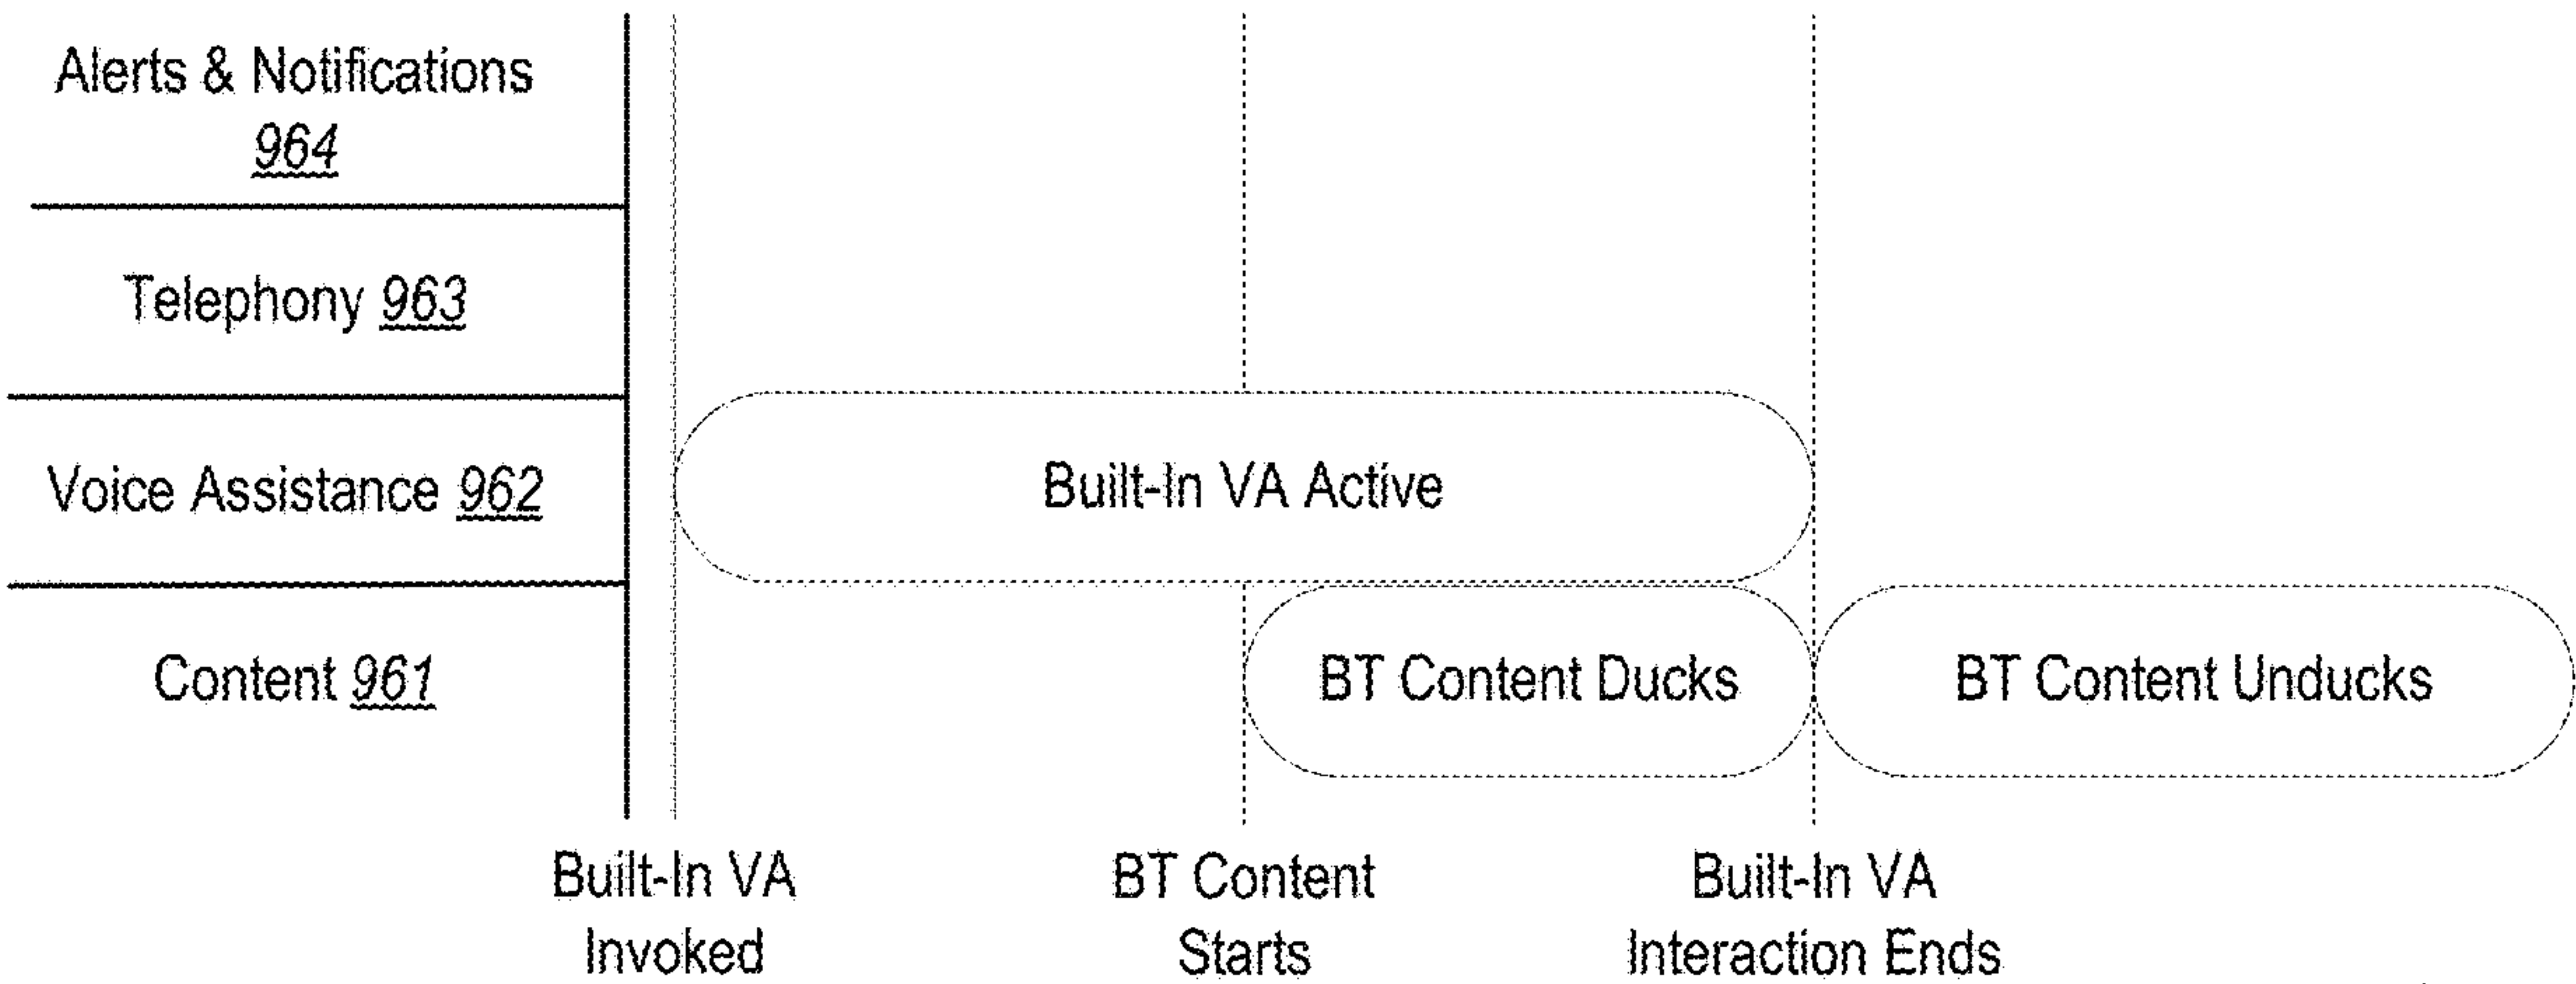 Alerts & Notifications
964
Telephony 963
Voice Assistance 962
Built-In VA Active
Content 961
BT Content Ducks
BT Content Unducks
Built-In VA
Invoked
BT Content
Starts
Built-In VA
Interaction Ends